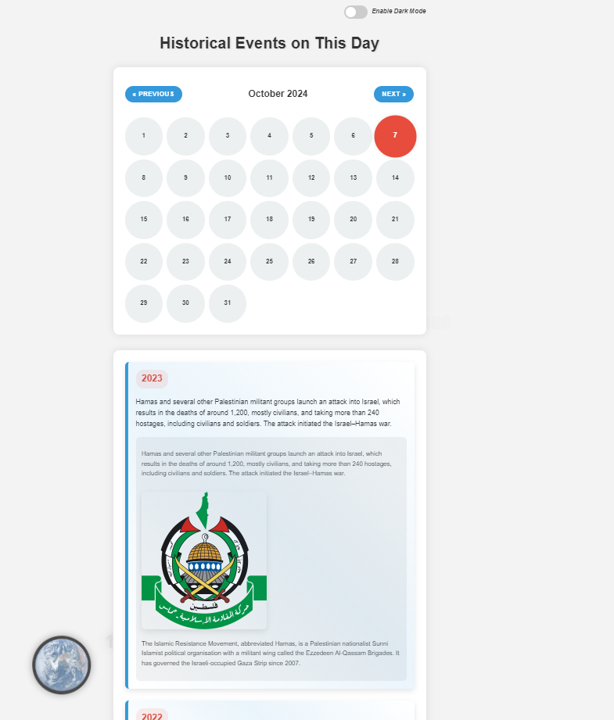 Enable Dark Mode
Historical Events on This Day
« PREVIOUS
October 2024
NEXT »
1 2 3 4 5 6 7
8 9 10 11 12 13 14
15 16 17 18 19 20 21
22 23 24 25 26 27 28
29 30 31
2023
Hamas and several other Palestinian militant groups launch an attack into Israel, which
results in the deaths of around 1,200, mostly civilians, and taking more than 240
hostages, including civilians and soldiers. The attack initiated the Israel–Hamas war.
Hamas and several other Palestinian militant groups launch an attack into Israel, which
results in the deaths of around 1,200, mostly civilians, and taking more than 240 hostages,
including civilians and soldiers. The attack initiated the Israel–Hamas war.
فلسطين
حركة المقاومة الاسلامية حماس
The Islamic Resistance Movement, abbreviated Hamas, is a Palestinian nationalist Sunni
Islamist political organisation with a militant wing called the Ezzedeen Al-Qassam Brigades. It
has governed the Israeli-occupied Gaza Strip since 2007.
2022